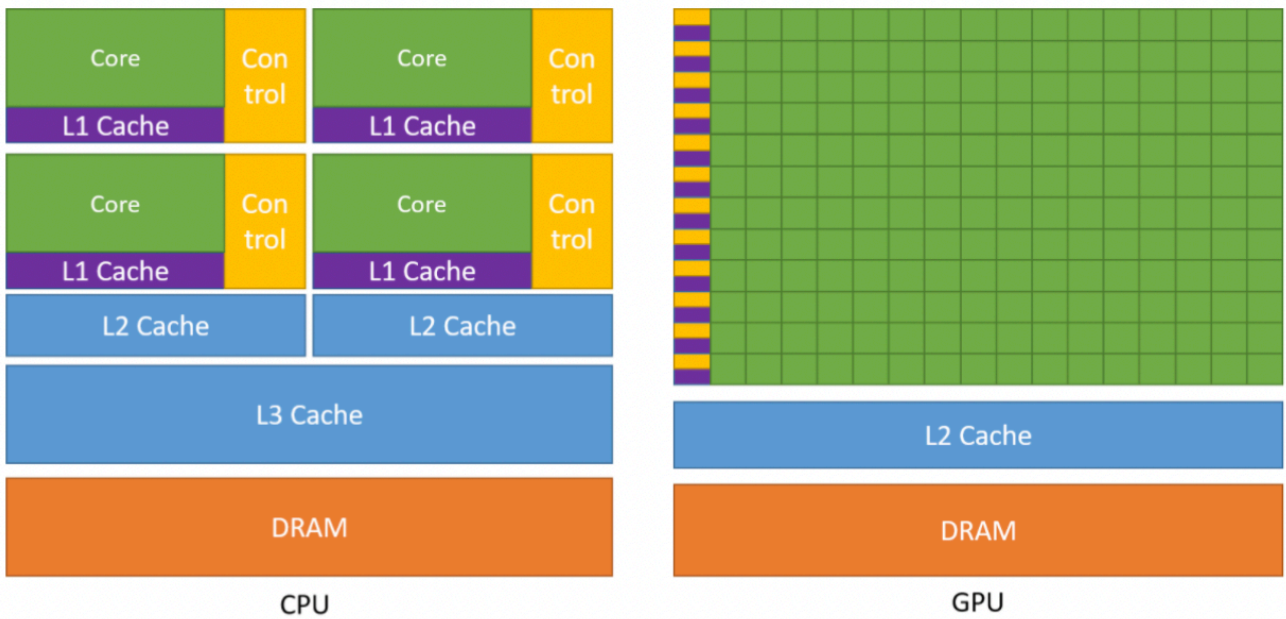 Core
Con
trol
Core
Con
trol
L1 Cache
L1 Cache
Core
Con
trol
Core
Con
trol
L1 Cache
L1 Cache
L2 Cache
L2 Cache
L3 Cache
DRAM
CPU
L2 Cache
DRAM
GPU